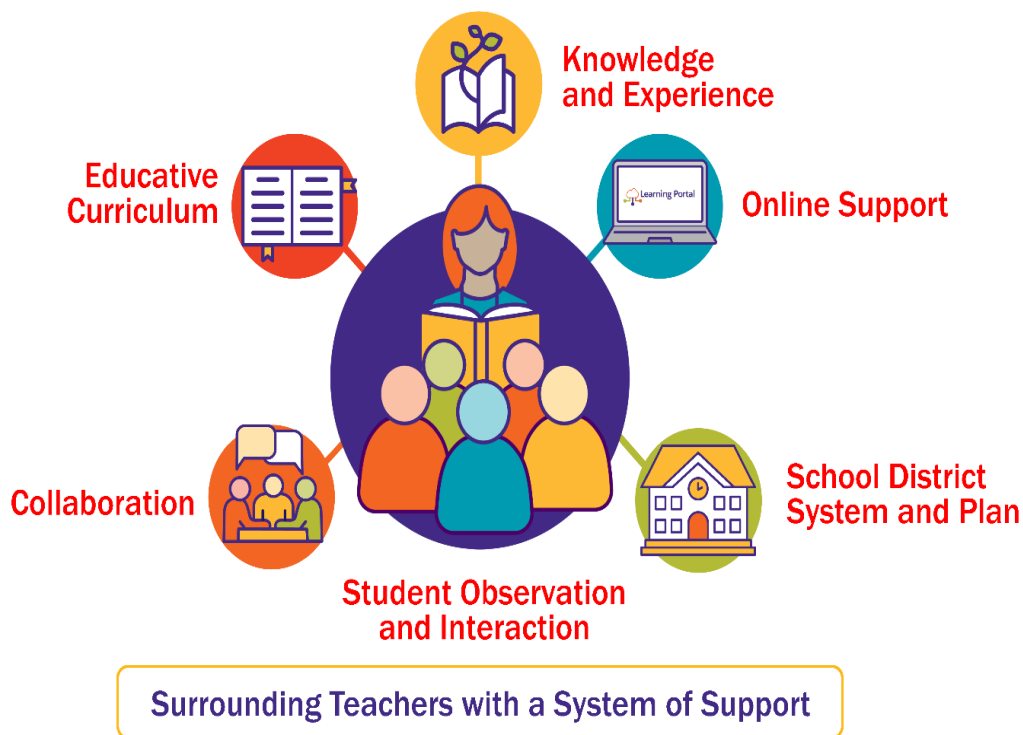 Knowledge
and Experience
Educative
Curriculum
Learning Portal
Online Support
Collaboration
School District
System and Plan
Student Observation
and Interaction
Surrounding Teachers with a System of Support